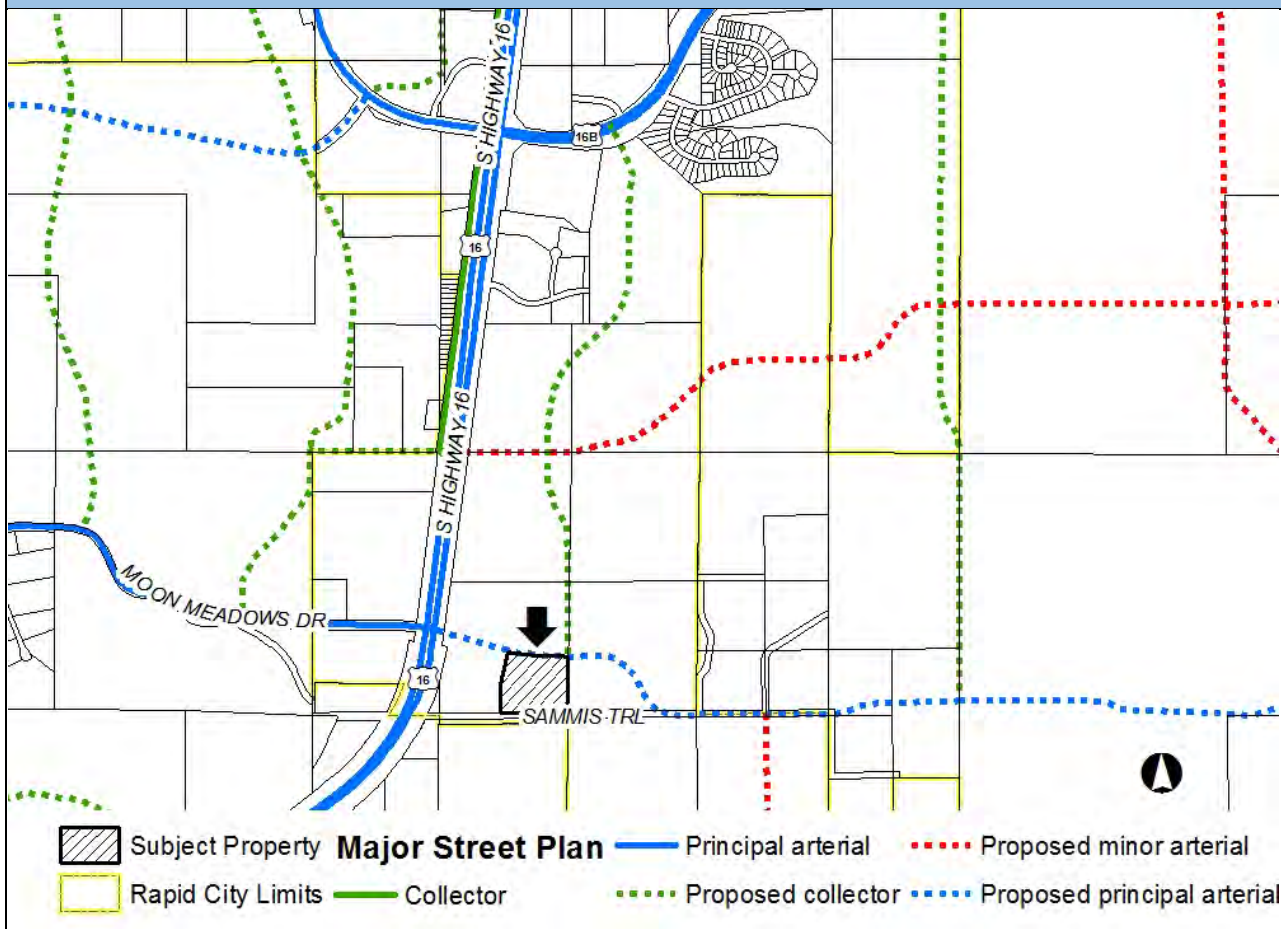 S HIGHWAY 16
16B
16
S HIGHWAY 16
MOON MEADOWS DR
16
SAMMIS TRL
Subject Property Major Street Plan Principal arterial Proposed minor arterial
Rapid City Limits Collector Proposed collector Proposed principal arterial